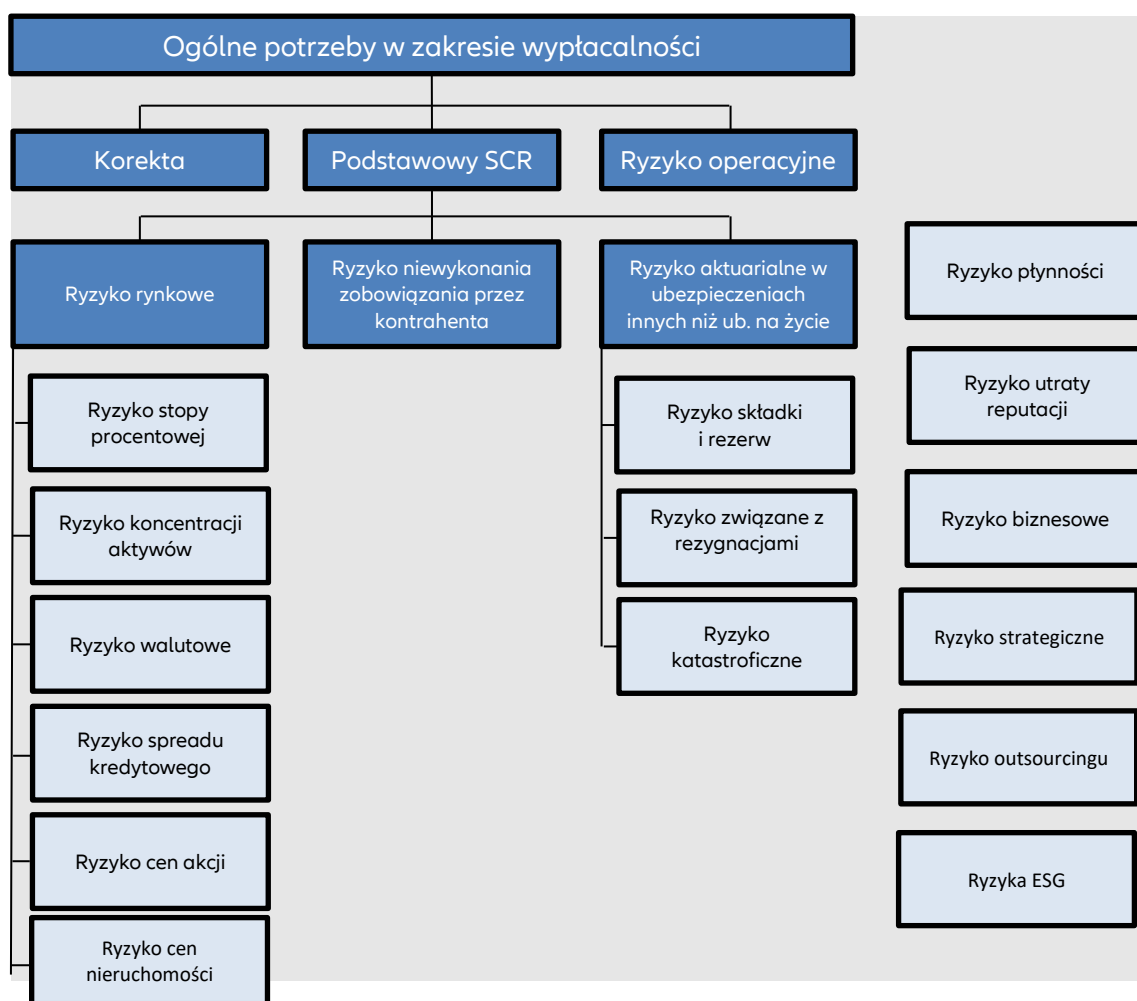 Ogólne potrzeby w zakresie wypłacalności
Korekta
Podstawowy SCR
Ryzyko operacyjne
Ryzyko rynkowe
Ryzyko niewykonania
zobowiązania przez
kontrahenta
Ryzyko aktuarialne w
ubezpieczeniach
innych niż ub. na życie
Ryzyko stopy
procentowej
Ryzyko koncentracji
aktywów
Ryzyko walutowe
Ryzyko spreadu
kredytowego
Ryzyko cen akcji
Ryzyko cen
nieruchomości
Ryzyko składki
i rezerw
Ryzyko związane z
rezygnacjami
Ryzyko
katastroficzne
Ryzyko płynności
Ryzyko utraty
reputacji
Ryzyko biznesowe
Ryzyko strategiczne
Ryzyko outsourcingu
Ryzyka ESG